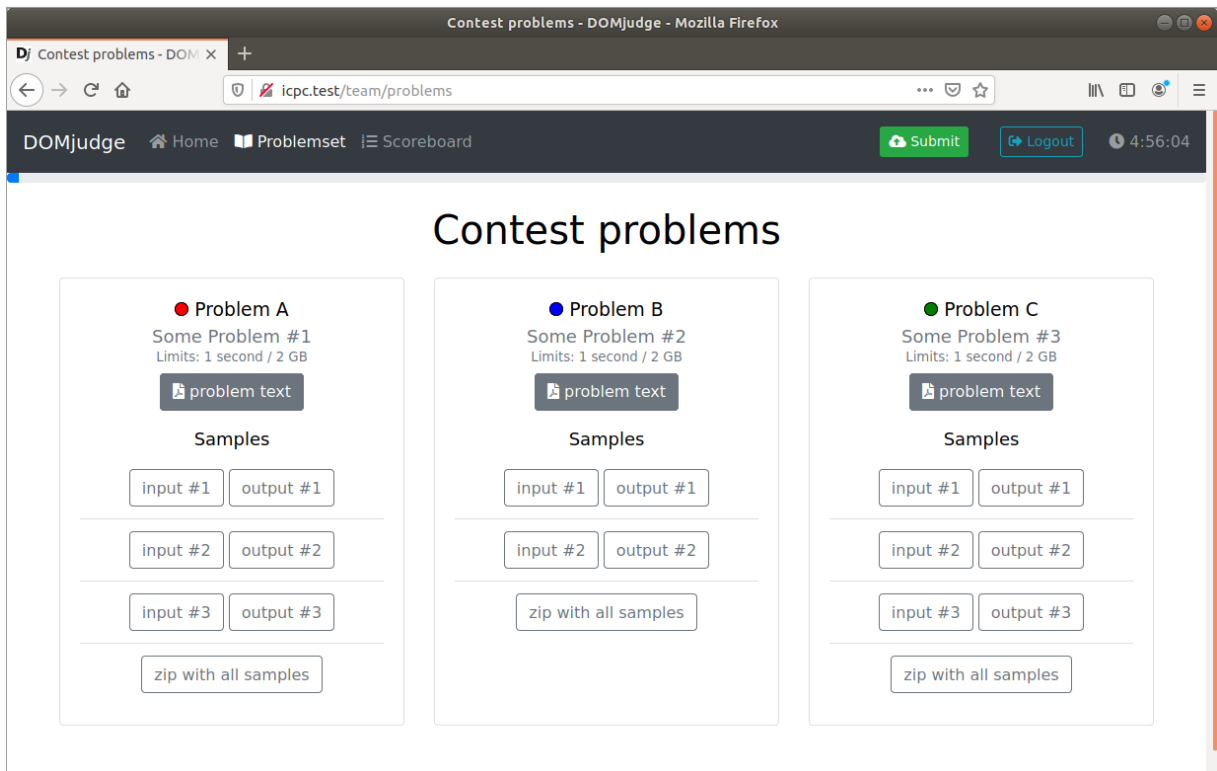 Contest problems - DOMjudge - Mozilla Firefox
Dj Contest problems - DOM
icpc.test/team/problems
DOMjudge Home Problemset Scoreboard Submit Logout 4:56:04
Contest problems
Problem A
Some Problem #1
Limits: 1 second / 2 GB
problem text
Samples
input #1 output #1
input #2 output #2
input #3 output #3
zip with all samples
Problem B
Some Problem #2
Limits: 1 second / 2 GB
problem text
Samples
input #1 output #1
input #2 output #2
zip with all samples
Problem C
Some Problem #3
Limits: 1 second / 2 GB
problem text
Samples
input #1 output #1
input #2 output #2
input #3 output #3
zip with all samples